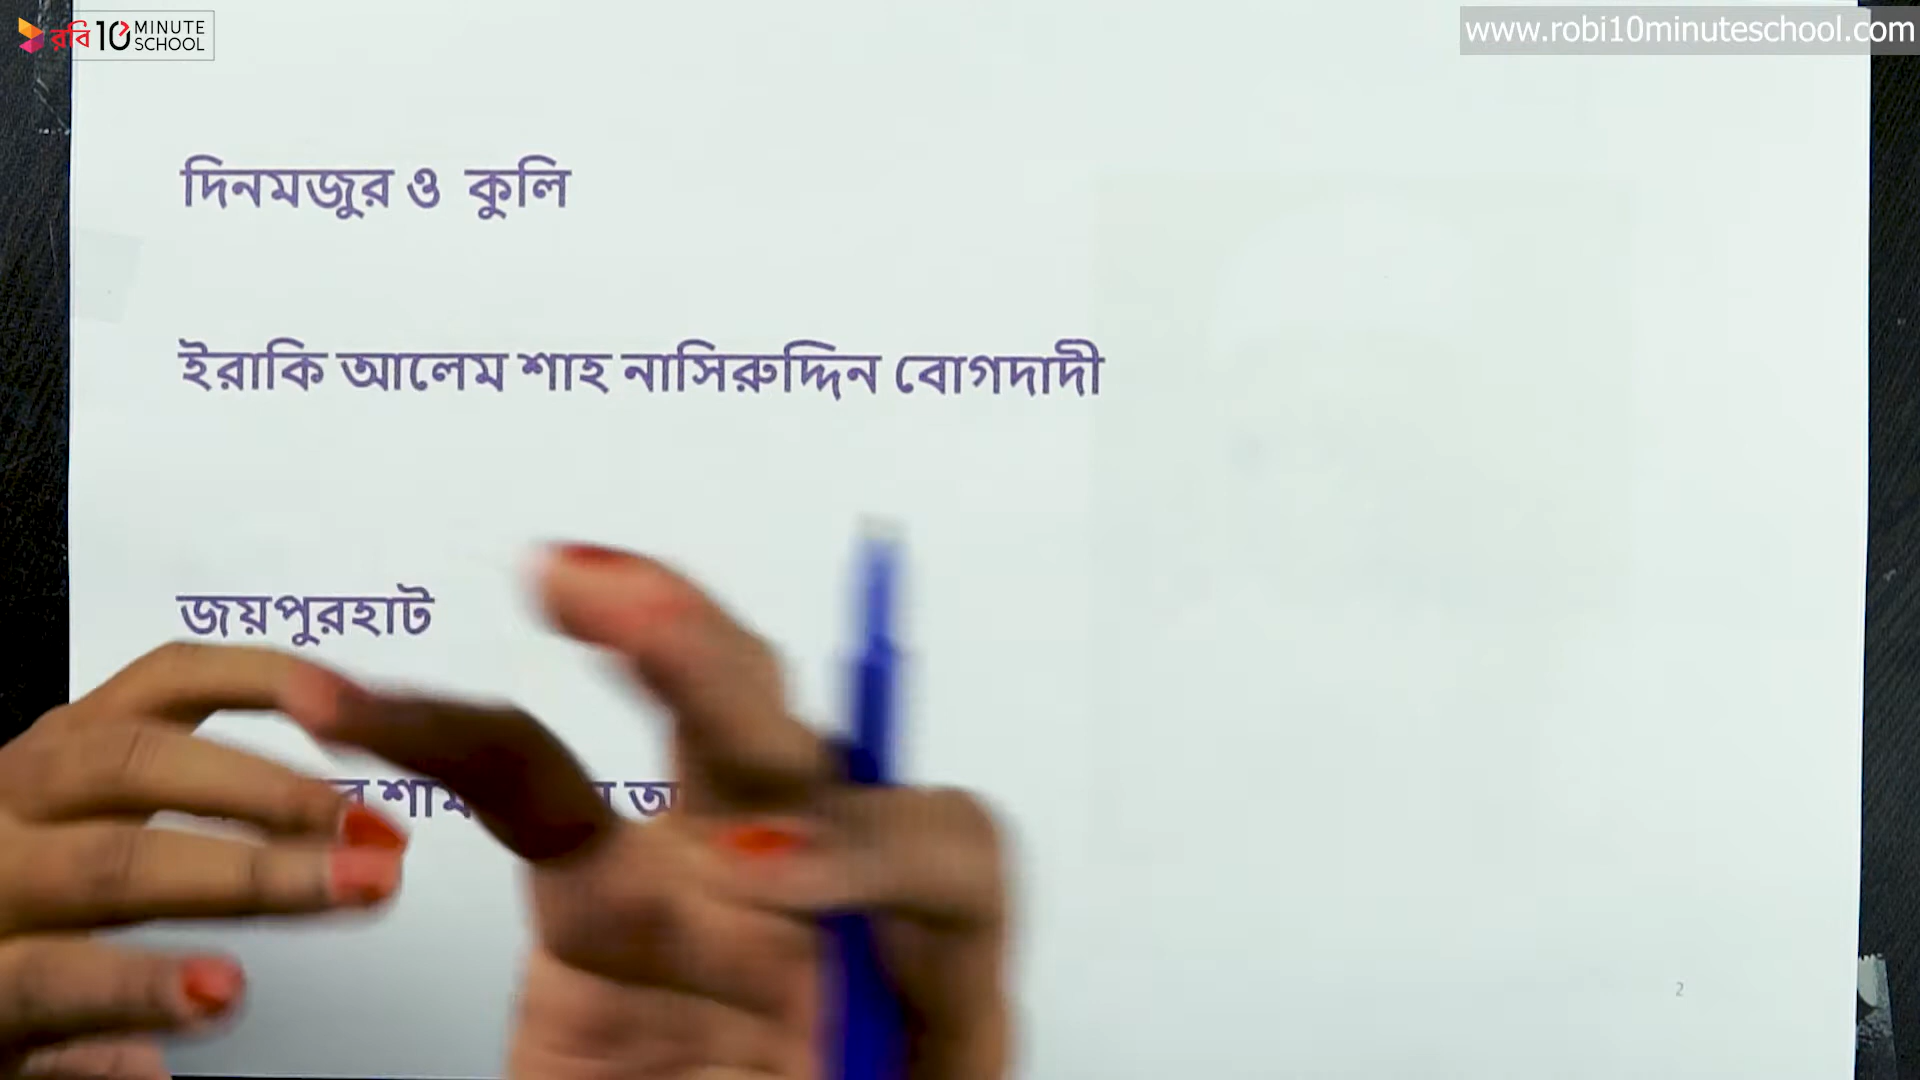 রবি 10 MINUTE SCHOOL
www.robi10minuteschool.com
দিনমজুর ও কুলি
ইরাকি আলেম শাহ নাসিরুদ্দিন বোগদাদী
জয়পুরহাট
2